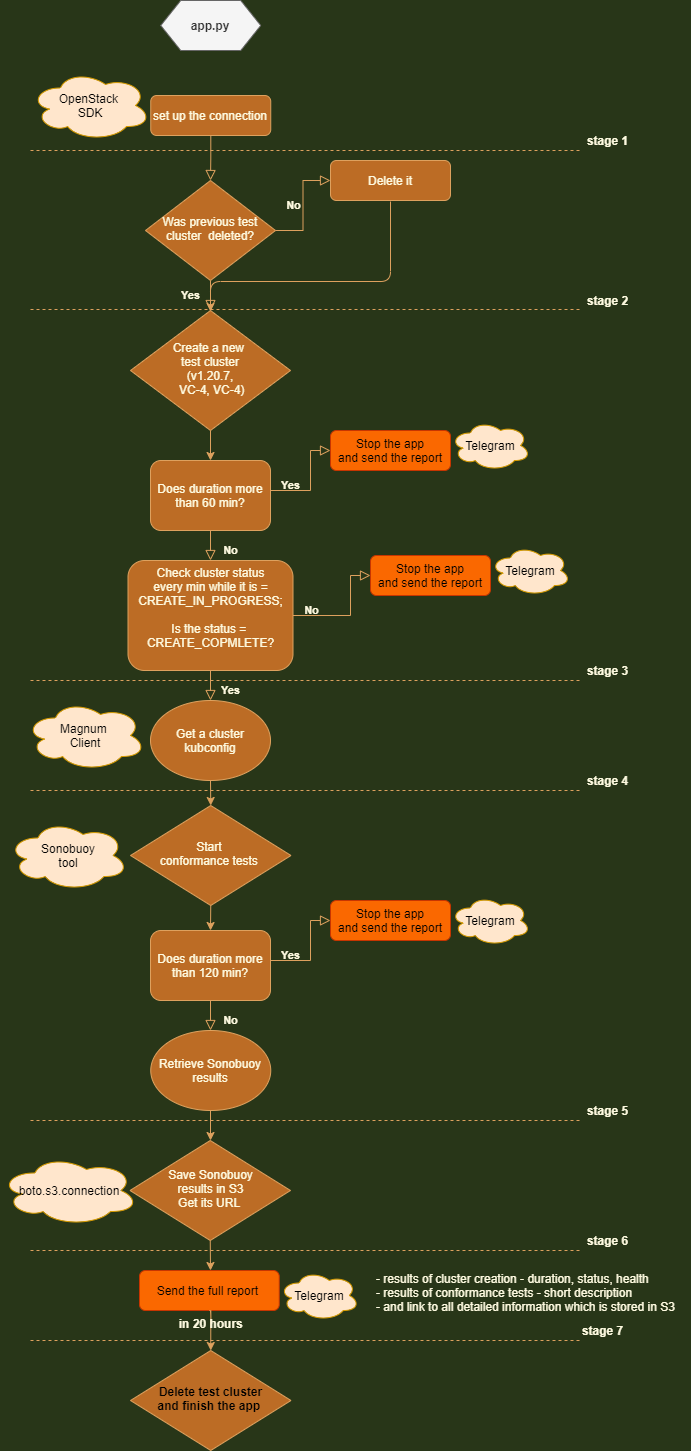 app.py
OpenStack
SDK
set up the connection
stage 1
Delete it
No
Was previous test
cluster deleted?
Yes
stage 2
Create a new
test cluster
(v1.20.7,
VC-4, VC-4)
Stop the app
and send the report
Telegram
Does duration more
than 60 min?
Yes
No
Check cluster status
every min while it is =
CREATE_IN_PROGRESS;
Is the status =
CREATE_COPMLETE?
No
Stop the app
and send the report
Telegram
stage 3
Yes
Magnum
Client
Get a cluster
kubconfig
stage 4
Sonobuoy
tool
Start
conformance tests
Stop the app
and send the report
Telegram
Does duration more
than 120 min?
Yes
No
Retrieve Sonobuoy
results
stage 5
boto.s3.connection
Save Sonobuoy
results in S3
Get its URL
stage 6
Send the full report
Telegram
- results of cluster creation - duration, status, health
- results of conformance tests - short description
- and link to all detailed information which is stored in S3
in 20 hours
stage 7
Delete test cluster
and finish the app